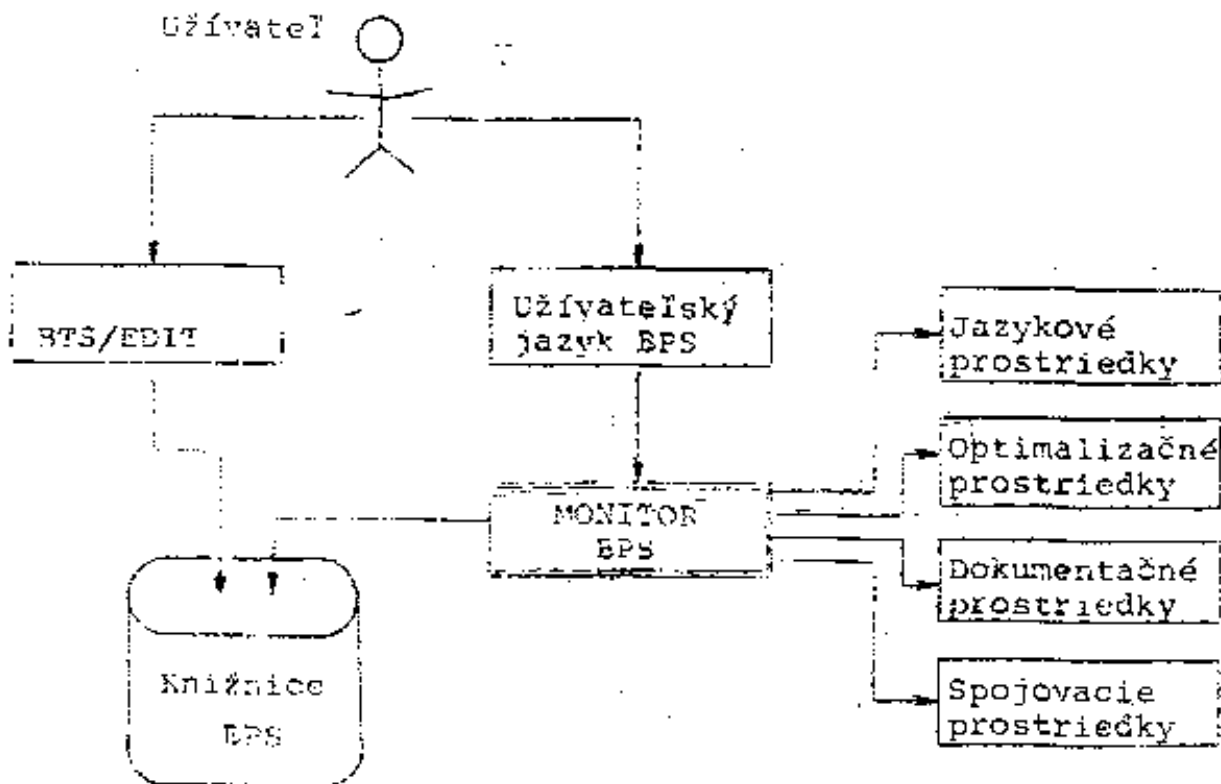 Užívateľ
BTS/EDIT
Užívateľský
jazyk BPS
Jazykové
prostriedky
Optimalizačné
prostriedky
MONITOR
BPS
Dokumentačné
prostriedky
Knižnice
BPS
Spojovacie
prostriedky